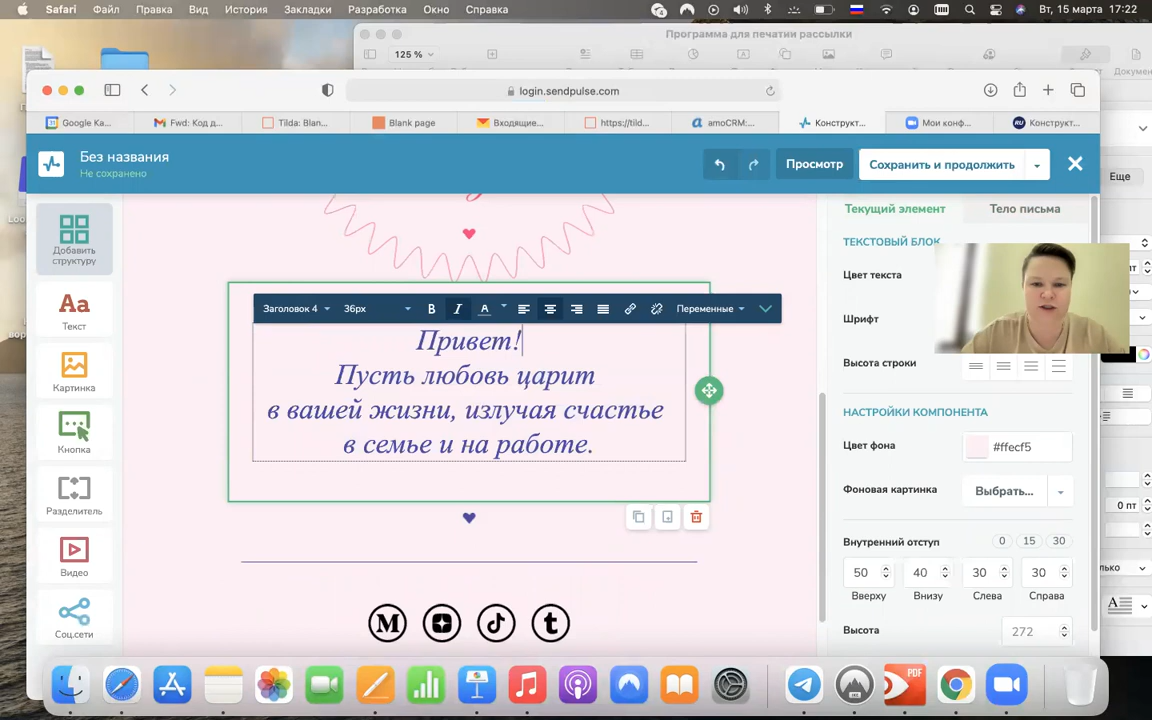 Safari Файл Правка Вид История Закладки Разработка Окно Справка Вт, 15 марта 17:22
Программа для печати рассылки
125 %
login.sendpulse.com
Google Ка... Fwd: Код д... Tilda: Blan... Blank page Входящие... https://tild... amoCRM:... Конструкт... Мои конф... Конструкт...
Без названия
Не сохранено
Просмотр
Сохранить и продолжить
Еще
Добавить
структуру
Текст
Картинка
Кнопка
Разделитель
Видео
Соц.сети
Заголовок 4 36px B I A Переменные
Привет!
Пусть любовь царит
в вашей жизни, излучая счастье
в семье и на работе.
Текущий элемент Тело письма
ТЕКСТОВЫЙ БЛОК
Цвет текста
Шрифт
Высота строки
НАСТРОЙКИ КОМПОНЕНТА
Цвет фона #ffecf5
Фоновая картинка Выбрать...
Внутренний отступ 0 15 30
50 40 30 30
Вверху Внизу Слева Справа
Высота 272
0 пт